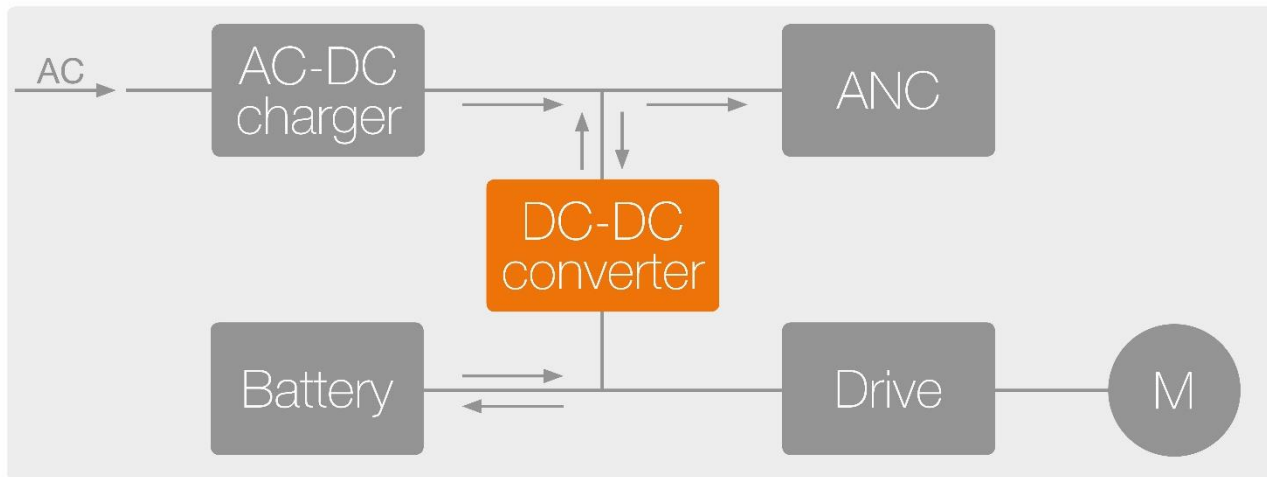 AC
AC-DC
charger
ANC
DC-DC
converter
Battery
Drive
M